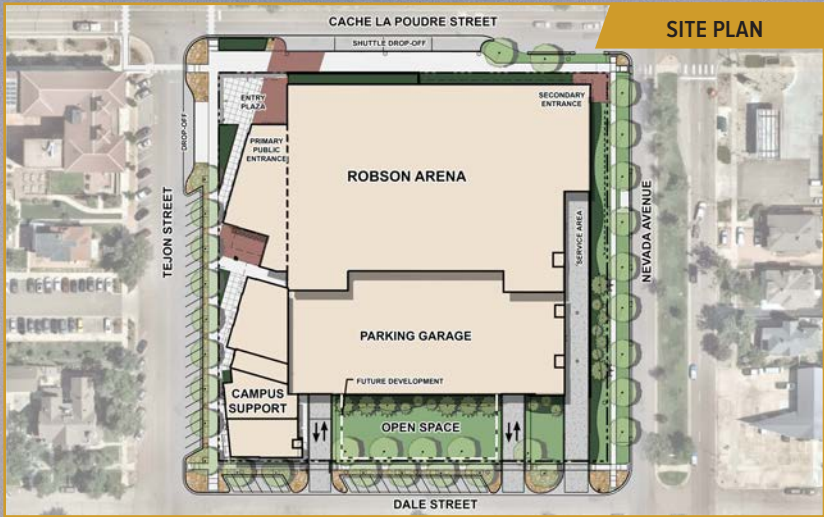 CACHE LA POUDRE STREET
SITE PLAN
SHUTTLE DROP-OFF
ENTRY
PLAZA
SECONDARY
ENTRANCE
DROP-OFF
PRIMARY
PUBLIC
ENTRANCE
ROBSON ARENA
TEJON STREET
SERVICE AREA
NEVADA AVENUE
PARKING GARAGE
FUTURE DEVELOPMENT
CAMPUS
SUPPORT
OPEN SPACE
DALE STREET